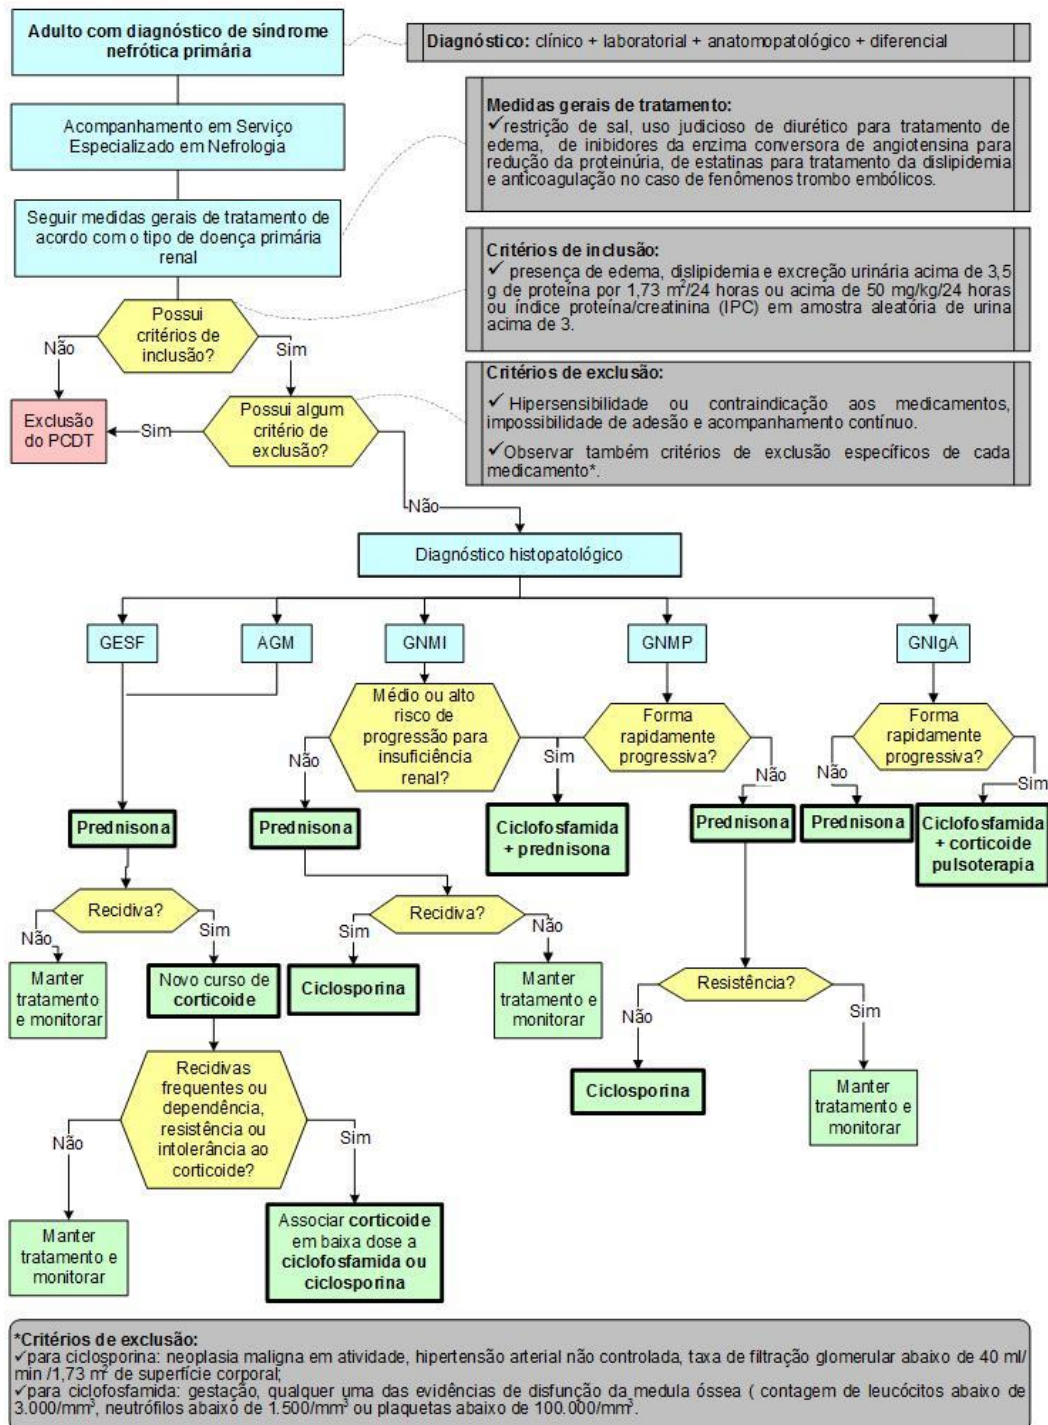 Adulto com diagnóstico de síndrome
nefrótica primária
Diagnóstico: clínico + laboratorial + anatomopatológico + diferencial
Acompanhamento em Serviço
Especializado em Nefrologia
Medidas gerais de tratamento:
✓restrição de sal, uso judicioso de diurético para tratamento de
edema, de inibidores da enzima conversora de angiotensina para
redução da proteinúria, de estatinas para tratamento da dislipidemia
e anticoagulação no caso de fenômenos trombo embólicos.
Seguir medidas gerais de tratamento de
acordo com o tipo de doença primária
renal
Critérios de inclusão:
✓ presença de edema, dislipidemia e excreção urinária acima de 3,5
g de proteína por 1,73 m²/24 horas ou acima de 50 mg/kg/24 horas
ou índice proteína/creatinina (IPC) em amostra aleatória de urina
acima de 3.
Possui
critérios de
inclusão?
Não
Sim
Critérios de exclusão:
✓ Hipersensibilidade ou contraindicação aos medicamentos,
impossibilidade de adesão e acompanhamento contínuo.
✓Observar também critérios de exclusão específicos de cada
medicamento*.
Exclusão
do PCDT
Sim
Possui algum
critério de
exclusão?
Não
Diagnóstico histopatológico
GESF
AGM
GNMI
GNMP
GNIgA
Médio ou alto
risco de
progressão para
insuficiência
renal?
Forma
rapidamente
progressiva?
Forma
rapidamente
progressiva?
Não
Sim
Não
Não
Sim
Prednisona
Prednisona
Ciclofosfamida
+ prednisona
Prednisona
Prednisona
Ciclofosfamida
+ corticoide
pulsoterapia
Recidiva?
Recidiva?
Não
Sim
Sim
Não
Manter
tratamento
e monitorar
Novo curso de
corticoide
Ciclosporina
Manter
tratamento e
monitorar
Resistência?
Não
Sim
Ciclosporina
Manter
tratamento e
monitorar
Recidivas
frequentes ou
dependência,
resistência ou
intolerância ao
corticoide?
Não
Sim
Manter
tratamento e
monitorar
Associar corticoide
em baixa dose a
ciclofosfamida ou
ciclosporina
*Critérios de exclusão:
✓para ciclosporina: neoplasia maligna em atividade, hipertensão arterial não controlada, taxa de filtração glomerular abaixo de 40 ml/
min /1,73 m² de superfície corporal;
✓para ciclofosfamida: gestação, qualquer uma das evidências de disfunção da medula óssea ( contagem de leucócitos abaixo de
3.000/mm³, neutrófilos abaixo de 1.500/mm³ ou plaquetas abaixo de 100.000/mm³.